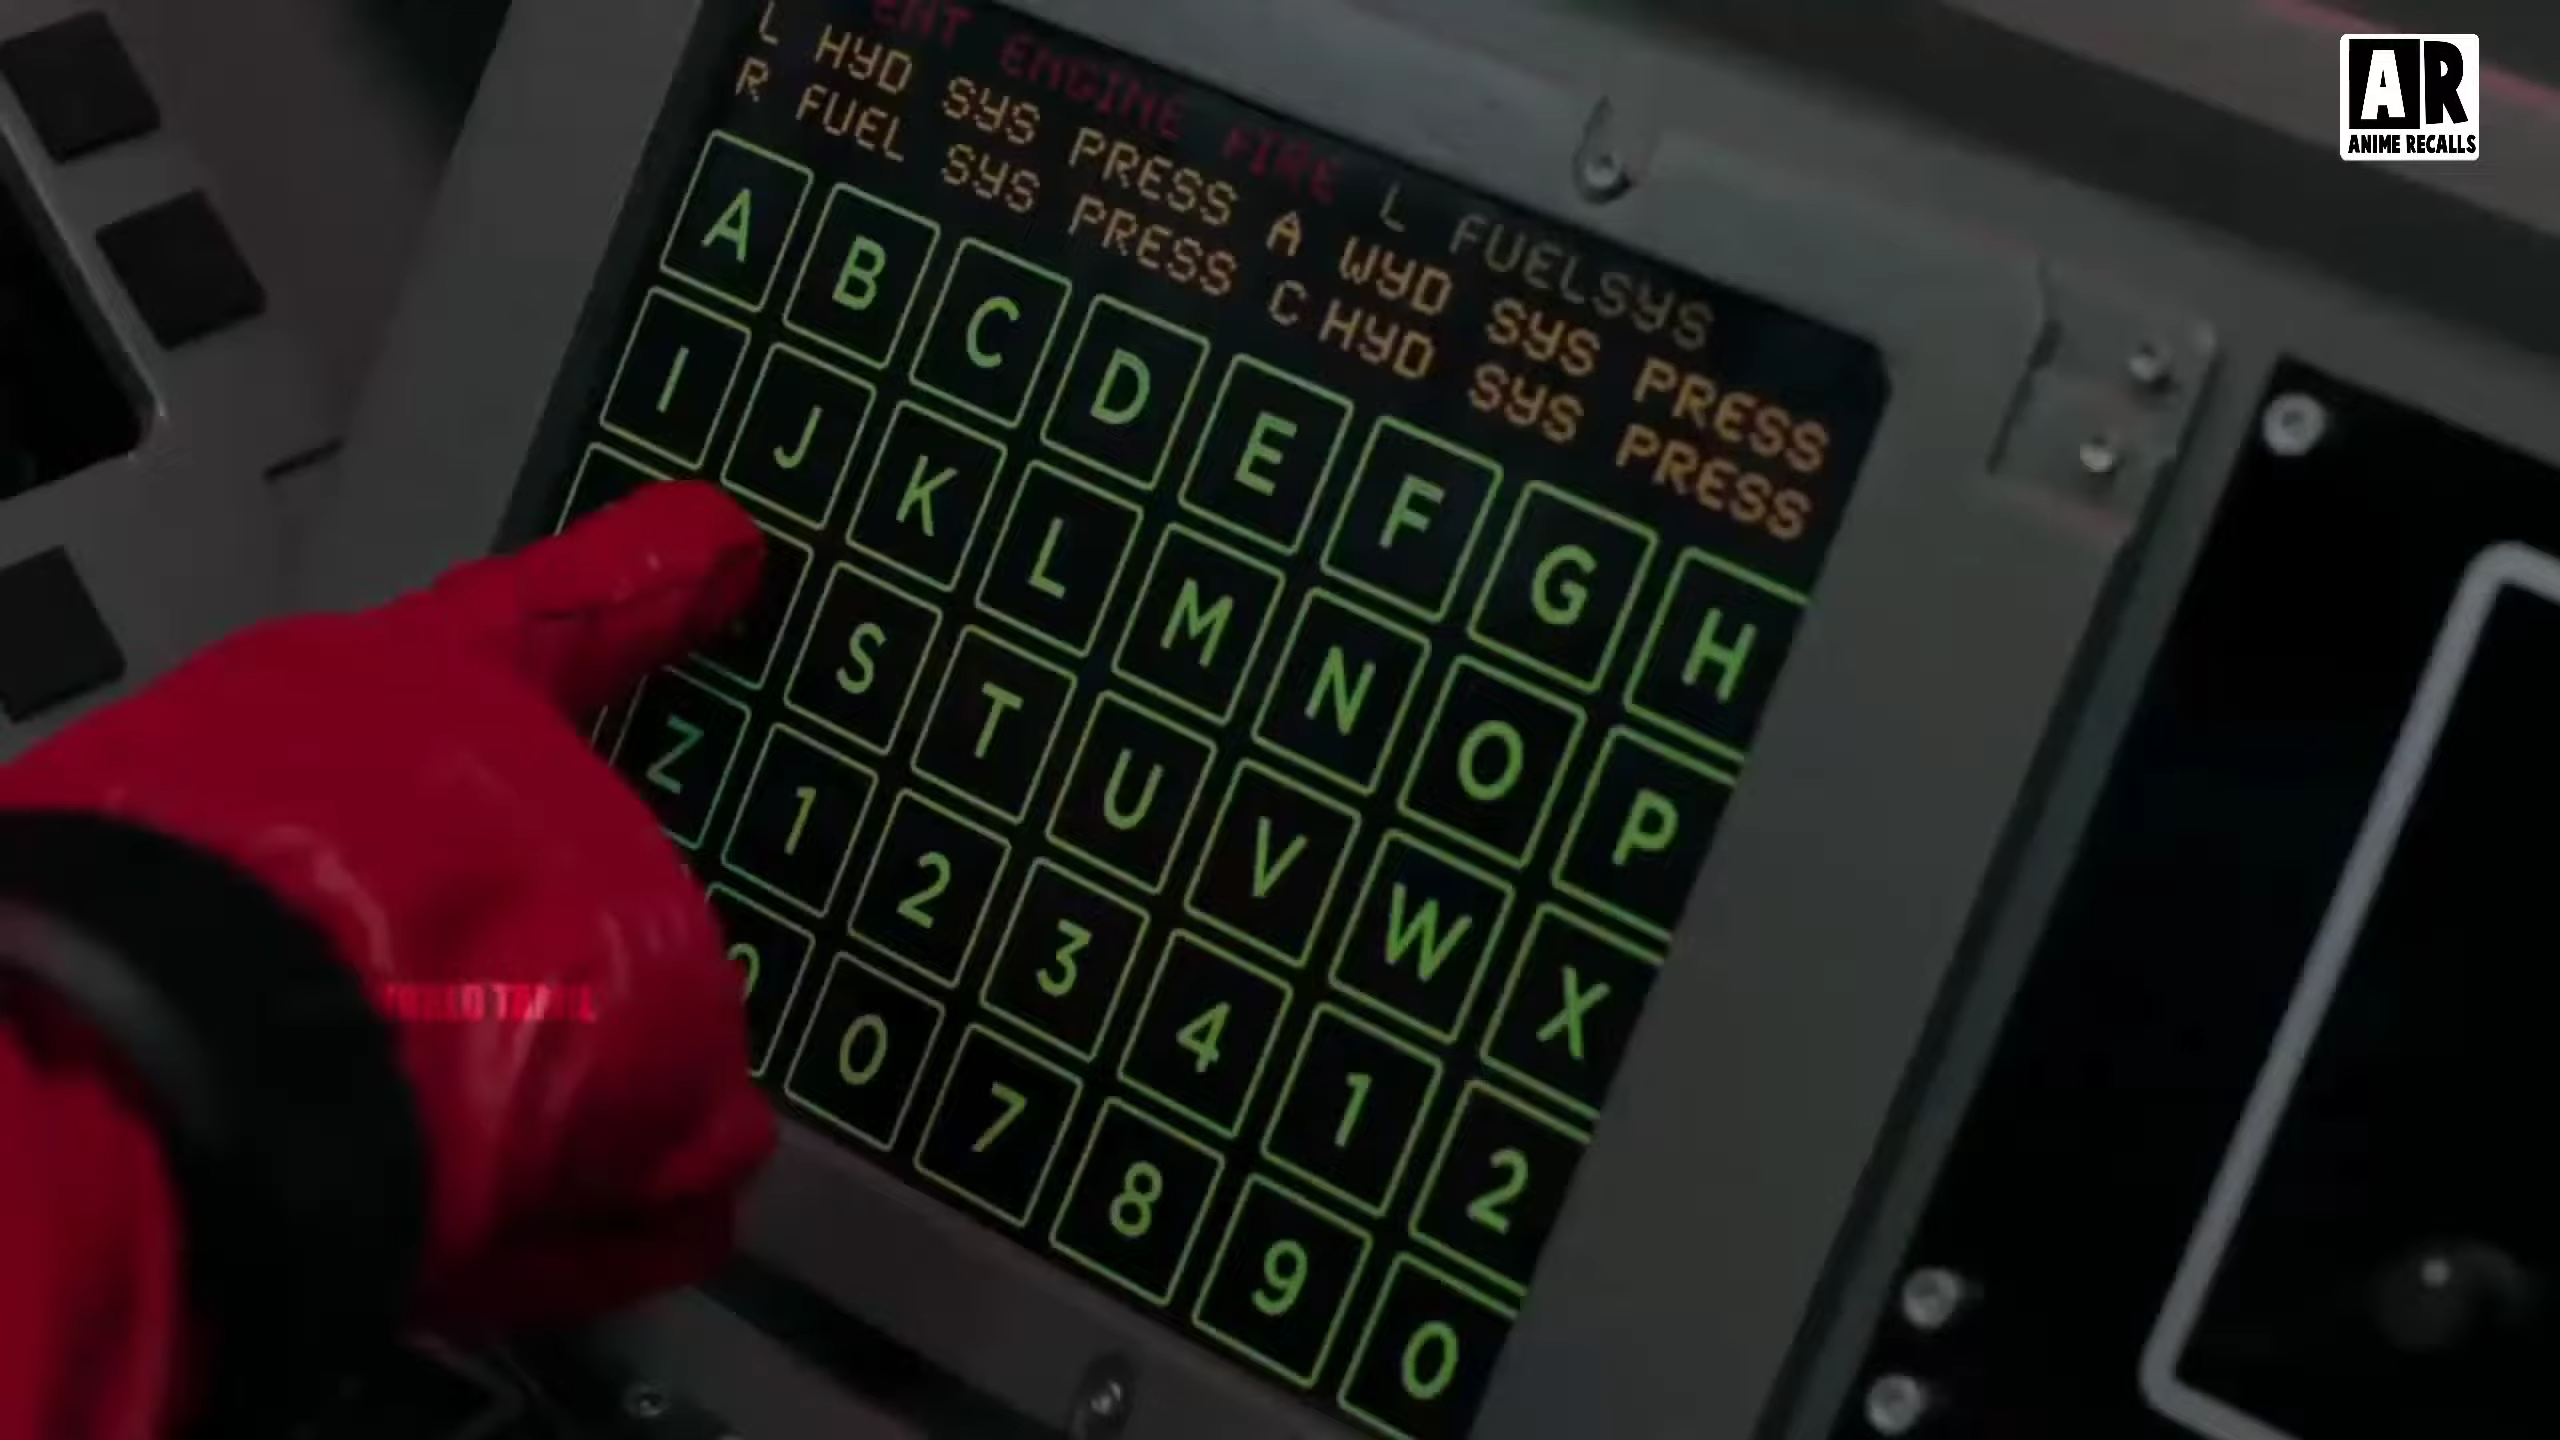 ENT ENGINE FIRE L FUELSYS
L HYD SYS PRESS A WYD SYS PRESS
R FUEL SYS PRESS C HYD SYS PRESS
A B C D E F G H
I J K L M N O P
S T U V W X
Z 1 2 3 4 1 2
0 7 8 9 0
AR
ANIME RECALLS